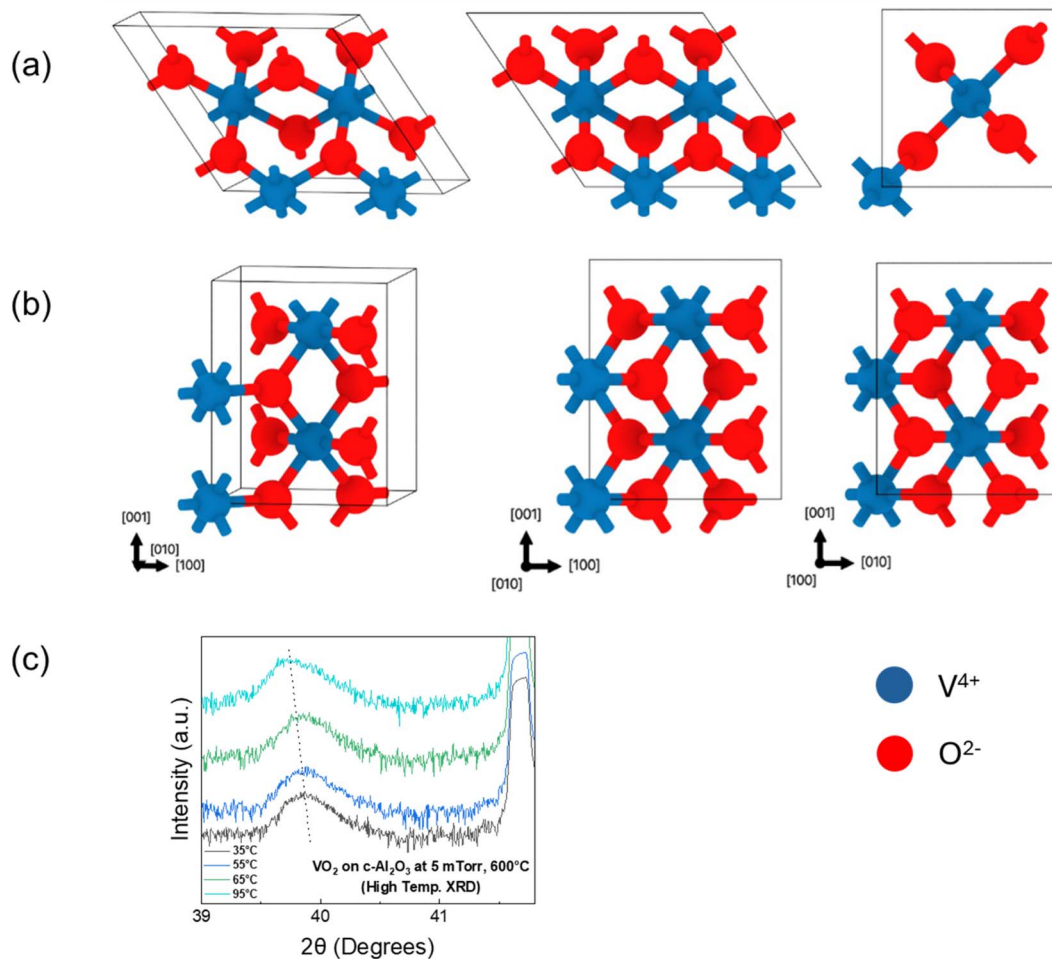 (a)
(b)
[001]
[010]
[100]
[001]
[100]
[010]
[001]
[010]
[100]
(c)
Intensity (a.u.)
35°C
55°C
65°C
95°C
VO₂ on c-Al₂O₃ at 5 mTorr, 600°C
(High Temp. XRD)
39
40
41
2θ (Degrees)
V⁴⁺
O²⁻